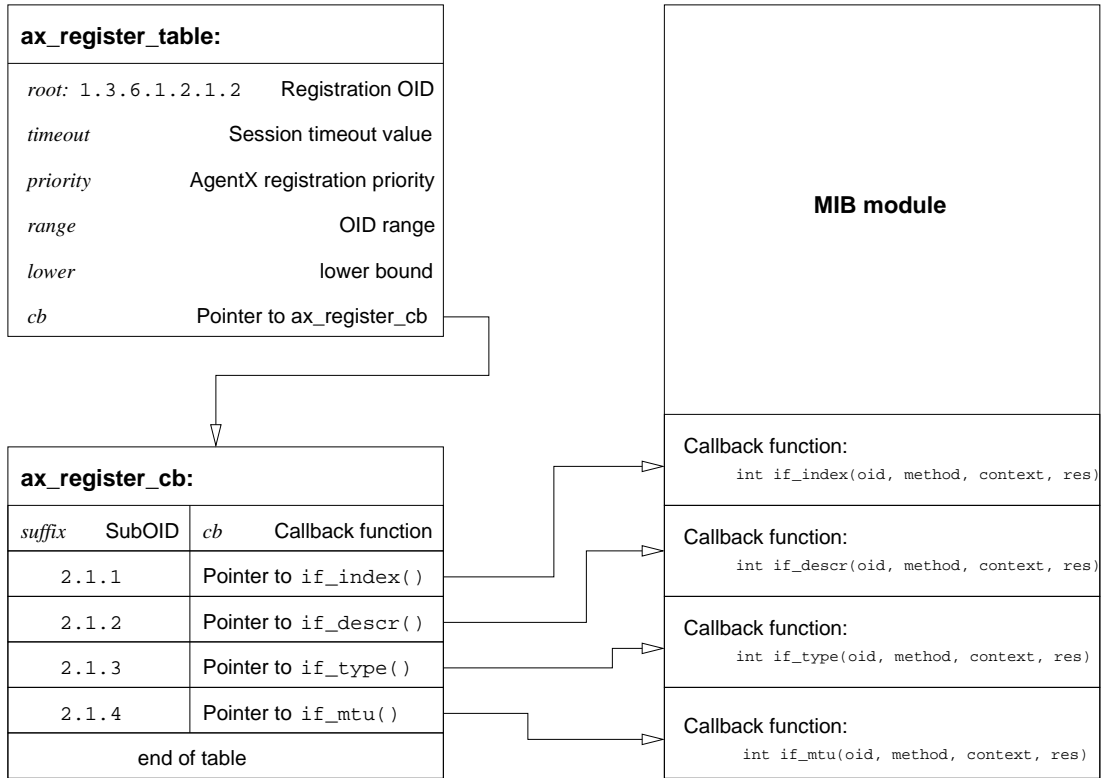 ax_register_table:
root: 1.3.6.1.2.1.2 Registration OID
timeout Session timeout value
priority AgentX registration priority
range OID range
lower lower bound
cb Pointer to ax_register_cb
MIB module
ax_register_cb:
suffix SubOID cb Callback function
2.1.1 Pointer to if_index()
2.1.2 Pointer to if_descr()
2.1.3 Pointer to if_type()
2.1.4 Pointer to if_mtu()
end of table
Callback function:
int if_index(oid, method, context, res)
Callback function:
int if_descr(oid, method, context, res)
Callback function:
int if_type(oid, method, context, res)
Callback function:
int if_mtu(oid, method, context, res)